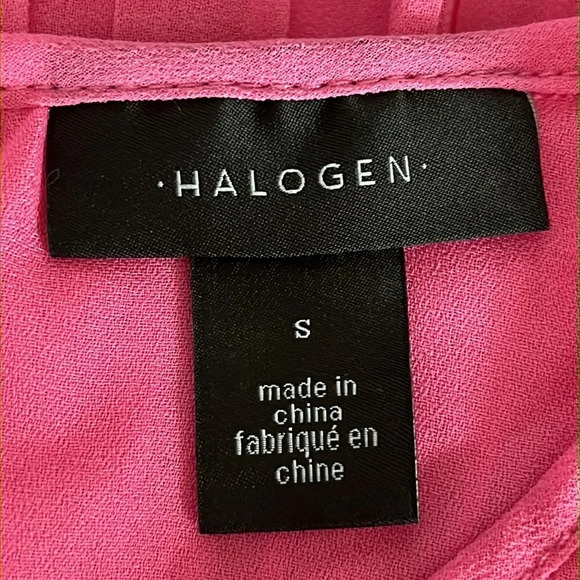 ·HALOGEN·
S
made in
china
fabriqué en
chine